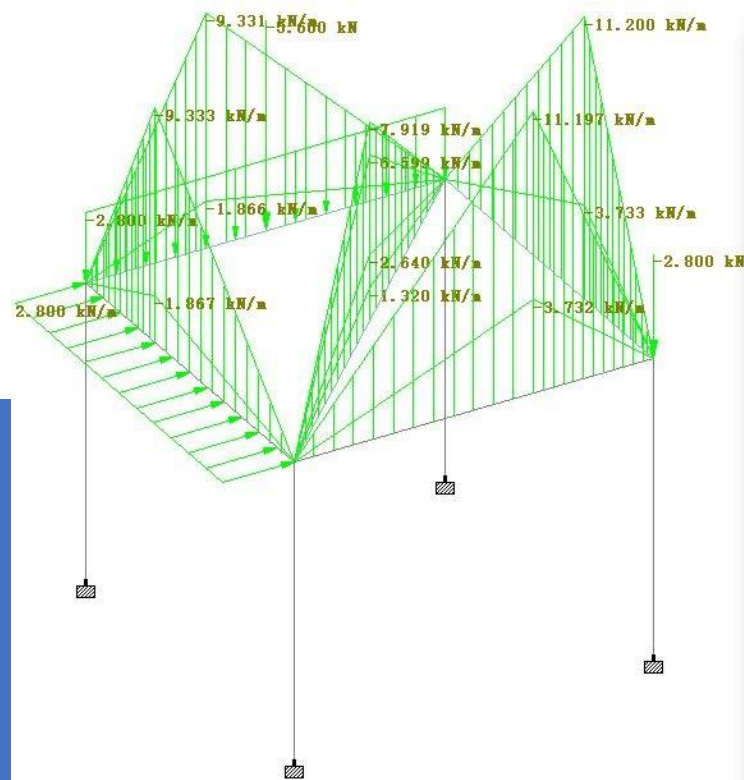 -9.331 kN/m
-5.600 kN
-11.200 kN/m
-9.333 kN/m
-11.197 kN/m
-7.919 kN/m
-6.599 kN/m
-1.866 kN/m
-3.733 kN/m
-2.800 kN/m
-2.640 kN/m
-2.800 kN
-1.320 kN/m
-1.867 kN/m
-3.732 kN/m
2.800 kN/m